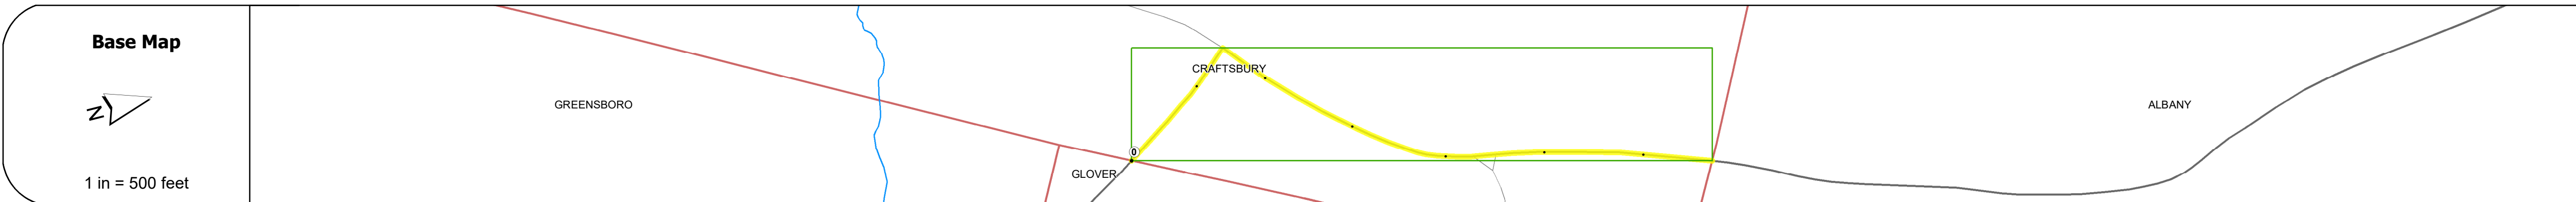 Base Map
N
1 in = 500 feet
GREENSBORO
CRAFTSBURY
0
GLOVER
ALBANY